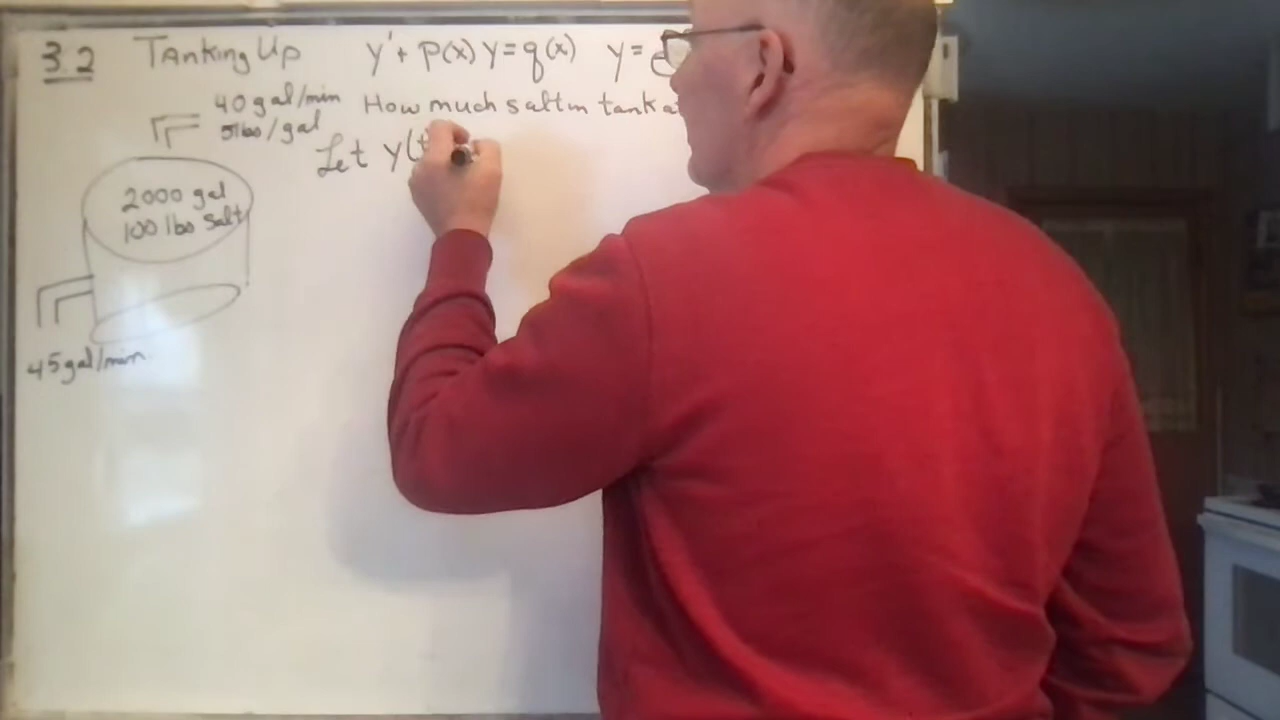 3.2 Tanking Up y' + p(x) y = q(x) y = e
40 gal/min How much salt in tank at
5 lbs/gal
Let y(t
2000 gal
100 lbs Salt
45 gal/min